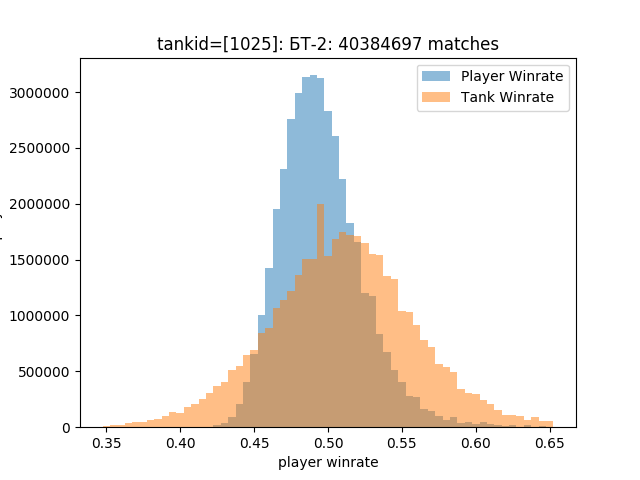 tankid=[1025]: БТ-2: 40384697 matches
Player Winrate
Tank Winrate
3000000
2500000
2000000
1500000
1000000
500000
0
0.35 0.40 0.45 0.50 0.55 0.60 0.65
player winrate